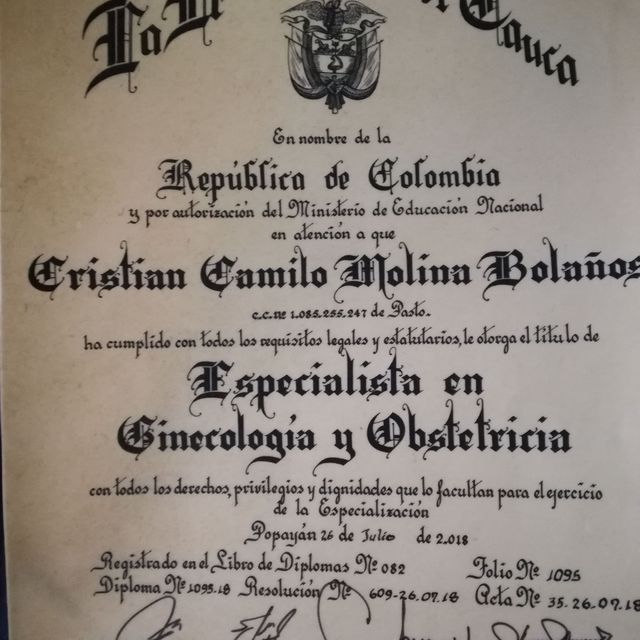 Cauca
En nombre de la
República de Colombia
y por autorización del Ministerio de Educación Nacional
en atención a que
Cristian Camilo Molina Bolaños
c.c.nº 1.085.255.247 de Pasto.
ha cumplido con todos los requisitos legales y estatutarios, le otorga el título de
Especialista en
Ginecología y Obstetricia
con todos los derechos, privilegios y dignidades que lo facultan para el ejercicio
de la Especialización
Popayán 26 de Julio de 2.018
Registrado en el Libro de Diplomas Nº 082 Folio Nº 1095
Diploma Nº 1095.18 Resolución Nº 609-26.07.18 Acta Nº 35.26.07.18